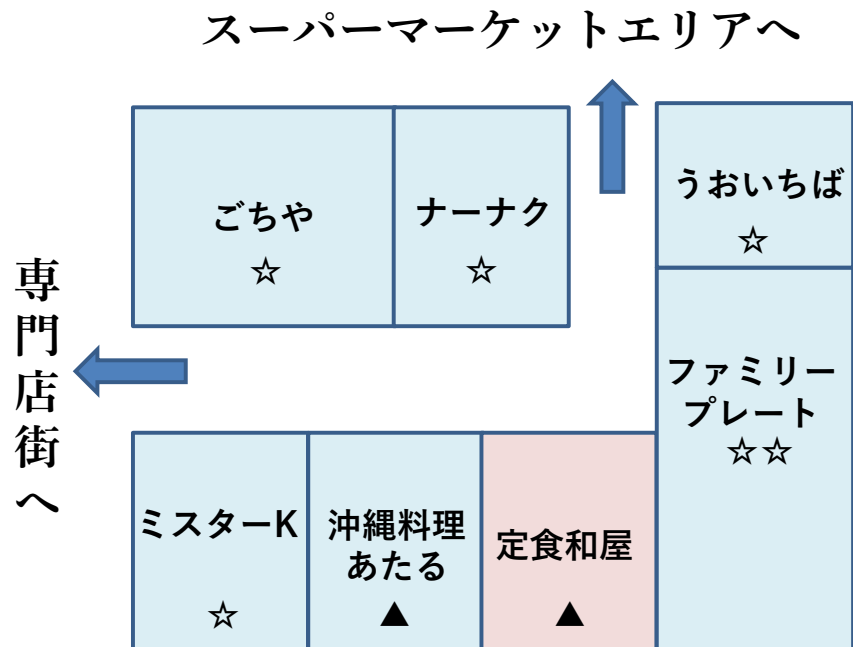 スーパーマーケットエリアへ
ごちや
☆
ナーナク
☆
うおいちば
☆
専門店街へ
ファミリー
プレート
☆☆
ミスターK
☆
沖縄料理
あたる
▲
定食和屋
▲